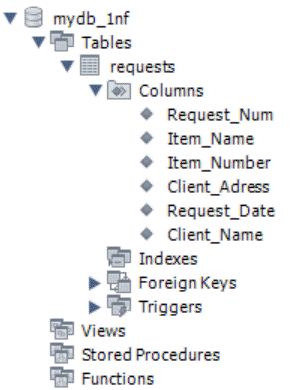 mydb_1nf
Tables
requests
Columns
Request_Num
Item_Name
Item_Number
Client_Adress
Request_Date
Client_Name
Indexes
Foreign Keys
Triggers
Views
Stored Procedures
Functions